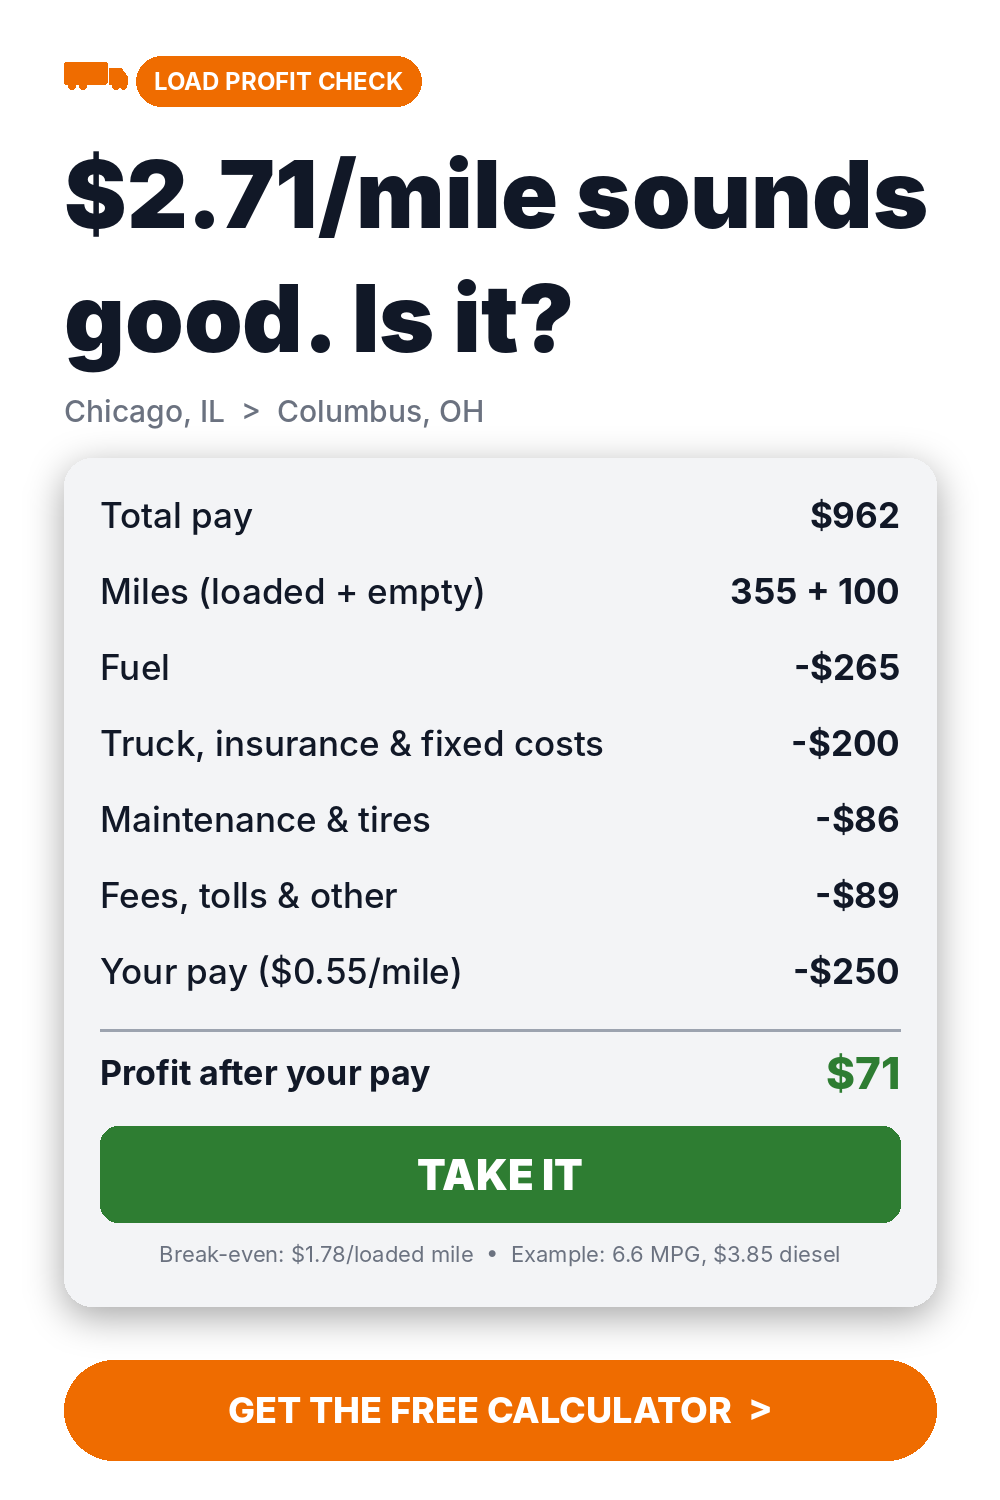 LOAD PROFIT CHECK
$2.71/mile sounds
good. Is it?
Chicago, IL > Columbus, OH
Total pay $962
Miles (loaded + empty) 355 + 100
Fuel -$265
Truck, insurance & fixed costs -$200
Maintenance & tires -$86
Fees, tolls & other -$89
Your pay ($0.55/mile) -$250
Profit after your pay $71
TAKE IT
Break-even: $1.78/loaded mile • Example: 6.6 MPG, $3.85 diesel
GET THE FREE CALCULATOR >